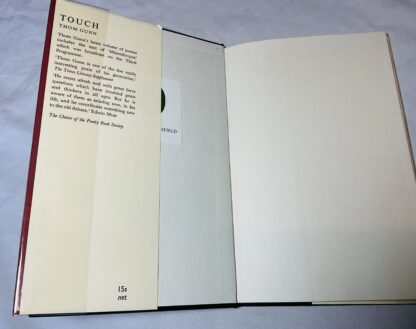 TOUCH
THOM GUNN
Thom Gunn's latest volume of poems
includes the text of 'Misanthropos'
which was broadcast on the Third
Programme.
'Thom Gunn is one of the few really
interesting poets of his generation.'
The Times Literary Supplement
'He states afresh and with great force
questions which have troubled poets
and thinkers in all ages. But he is
aware of them as existing now, in his
life, and he contributes something new
to the old debate.' Edwin Muir
The Choice of the Poetry Book Society
FIELD
15s
net